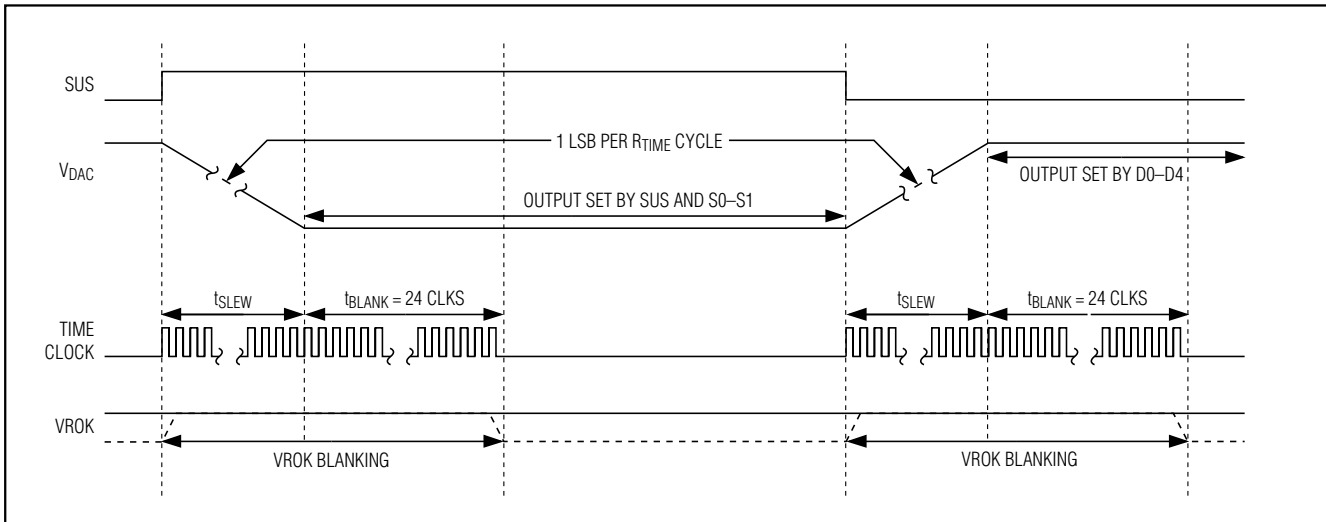 SUS
1 LSB PER RTIME CYCLE
VDAC
OUTPUT SET BY D0–D4
OUTPUT SET BY SUS AND S0–S1
tSLEW
tBLANK = 24 CLKS
tSLEW
tBLANK = 24 CLKS
TIME
CLOCK
VROK
VROK BLANKING
VROK BLANKING